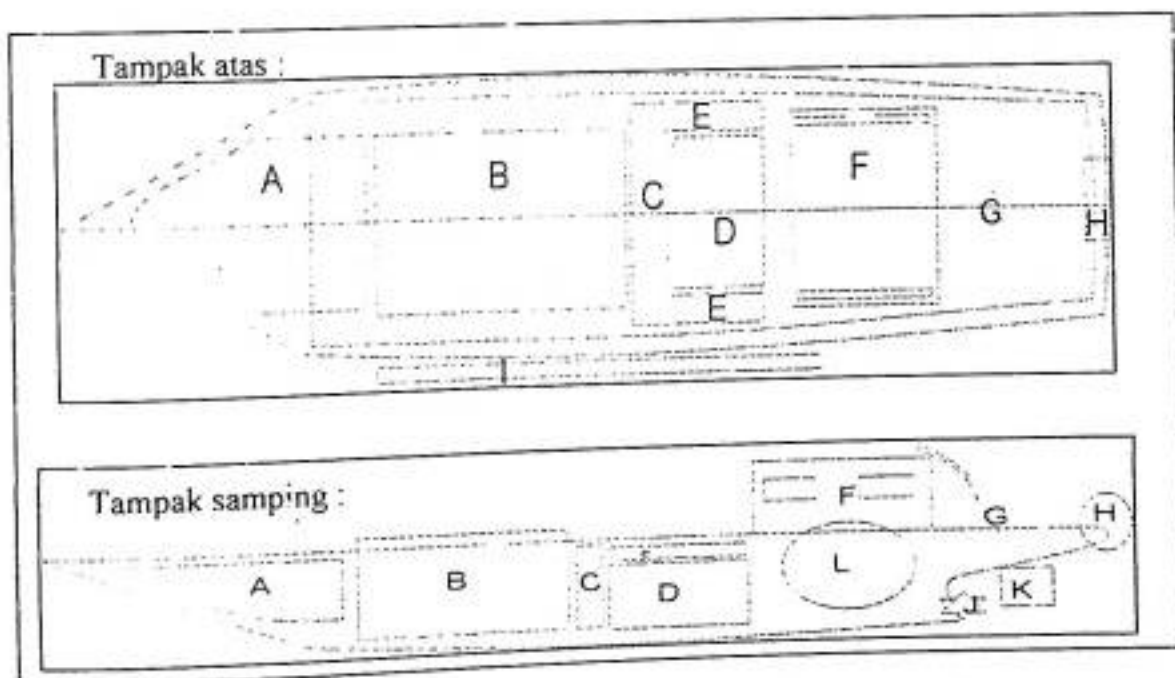 Tampak atas :
E
A B C F
D G H
E
Tampak samping :
F
G H
A B C D L J K